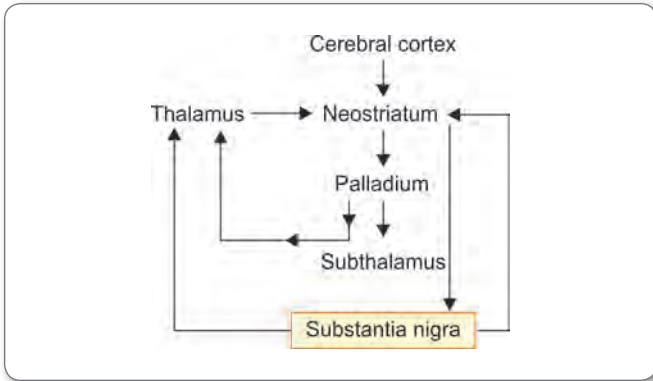 Cerebral cortex
Thalamus Neostriatum
Palladium
Subthalamus
Substantia nigra